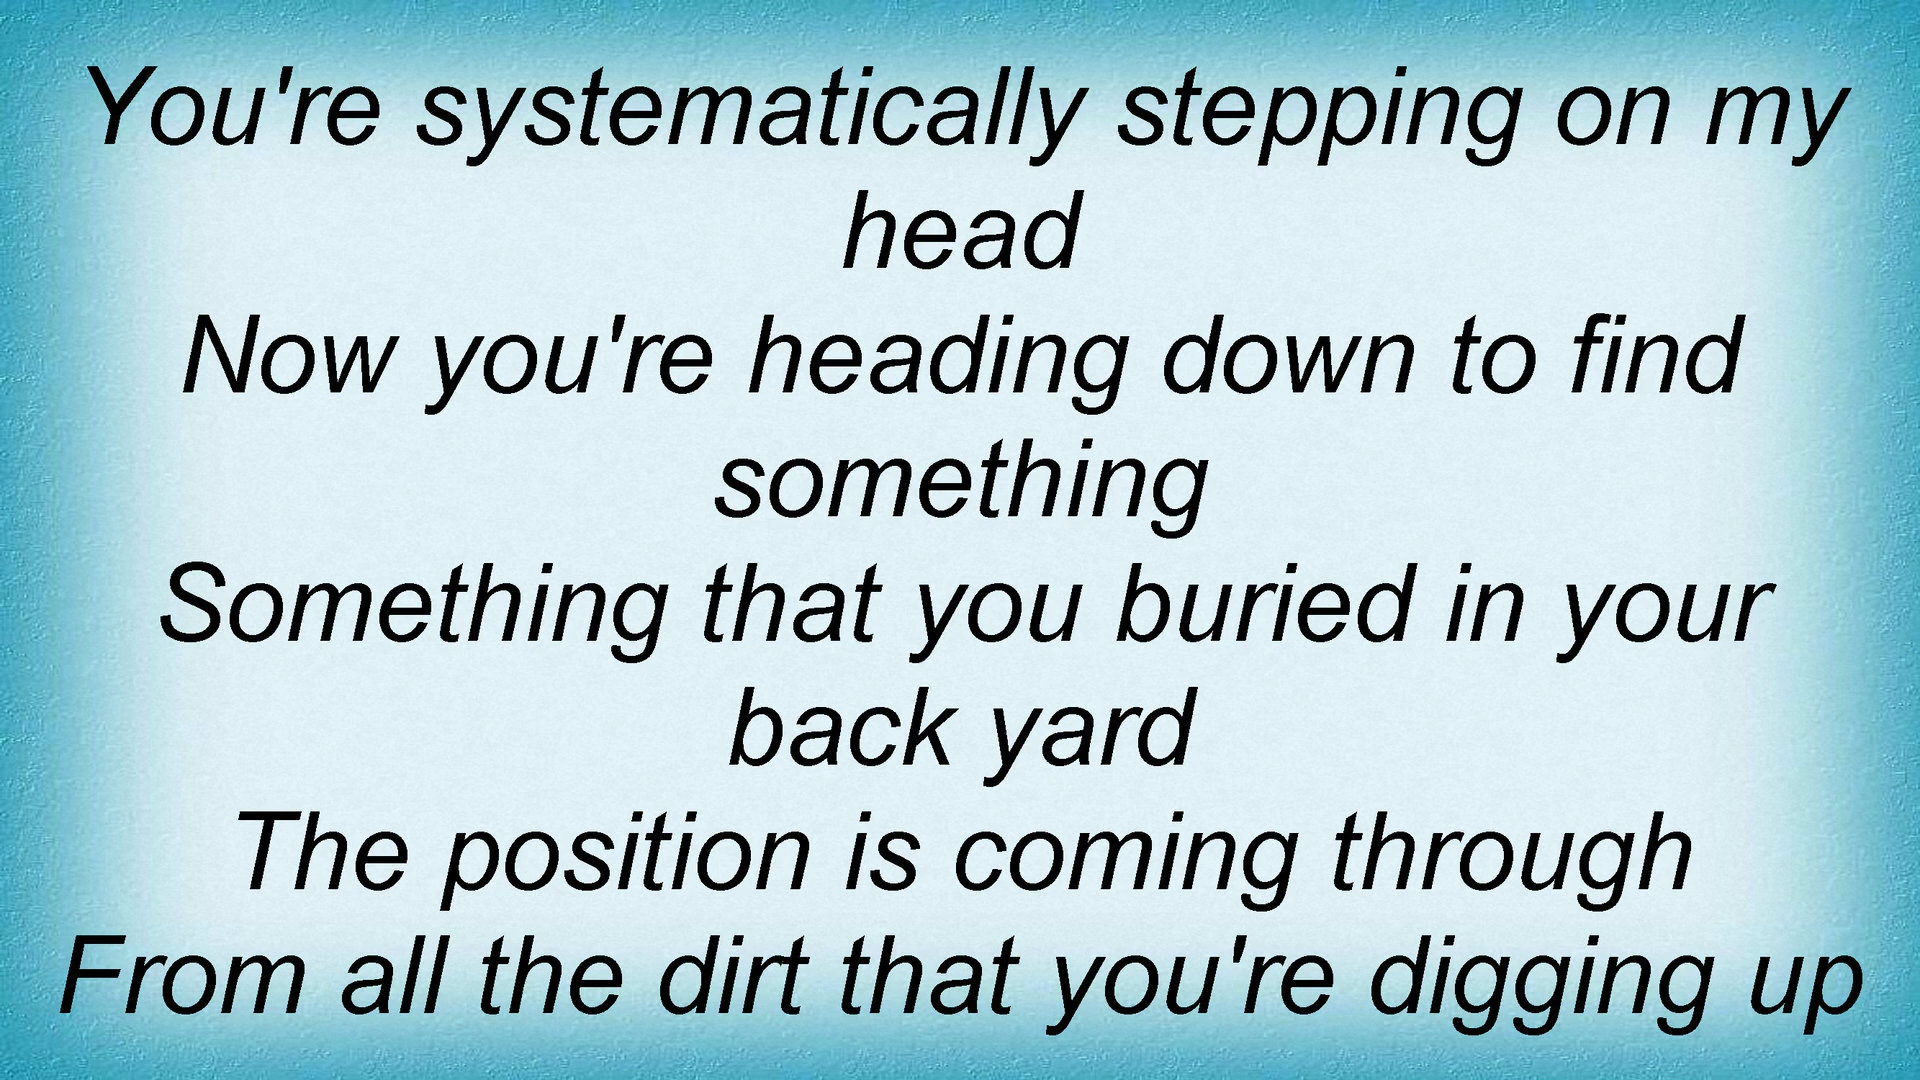 You're systematically stepping on my
head
Now you're heading down to find
something
Something that you buried in your
back yard
The position is coming through
From all the dirt that you're digging up